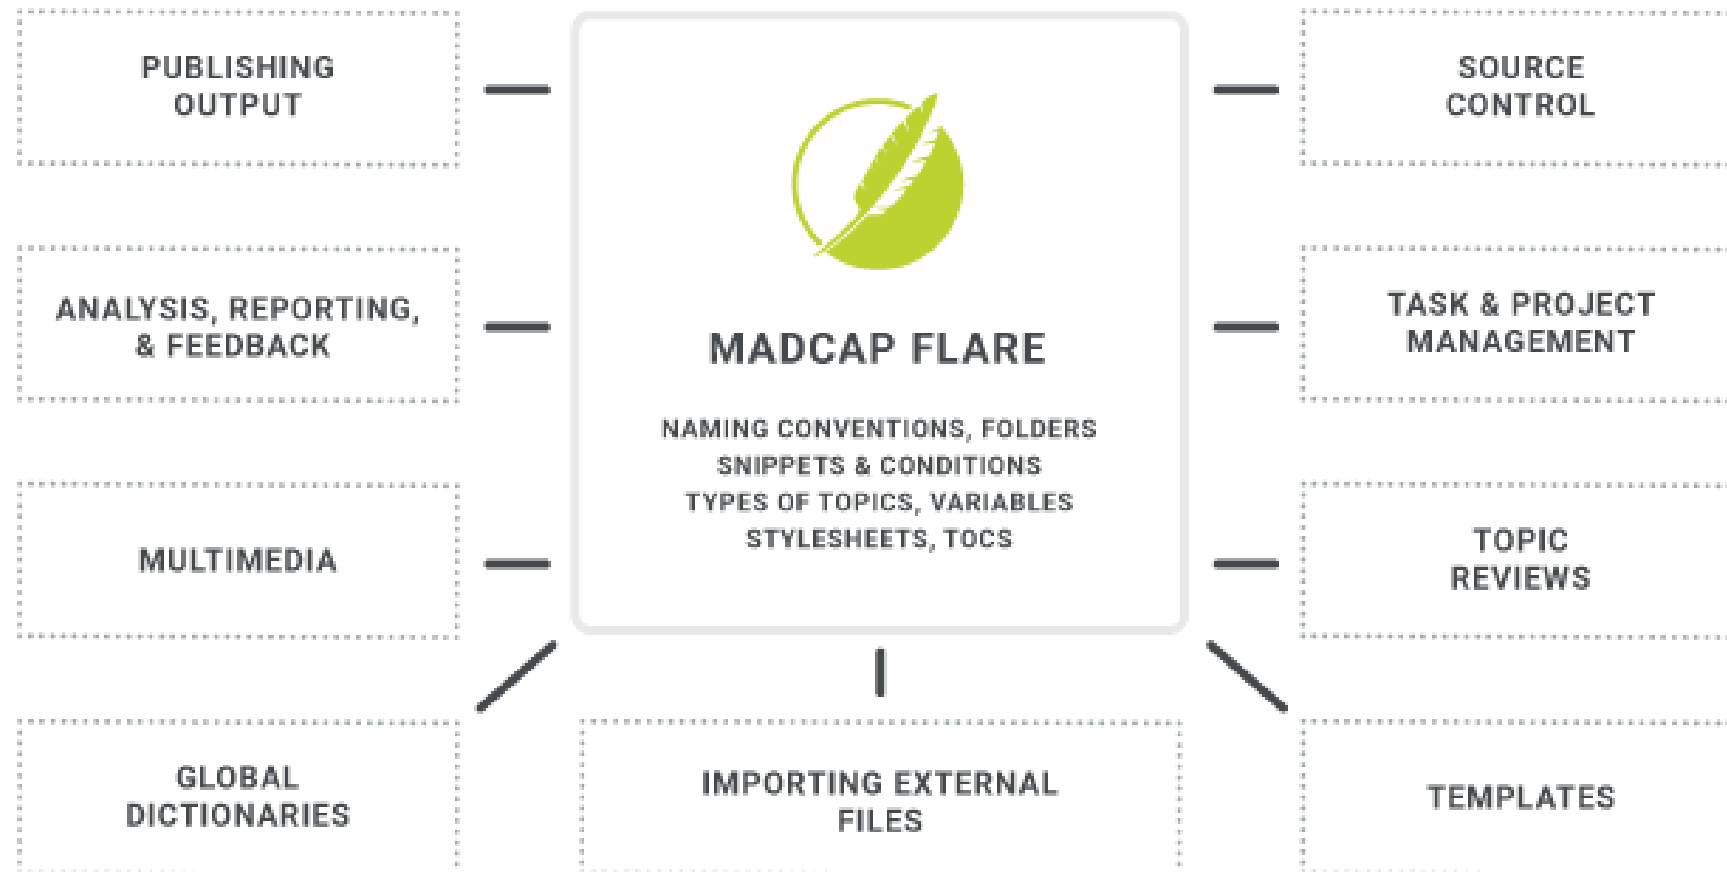 PUBLISHING
OUTPUT
SOURCE
CONTROL
ANALYSIS, REPORTING,
& FEEDBACK
MADCAP FLARE
NAMING CONVENTIONS, FOLDERS
SNIPPETS & CONDITIONS
TYPES OF TOPICS, VARIABLES
STYLESHEETS, TOCS
TASK & PROJECT
MANAGEMENT
MULTIMEDIA
TOPIC
REVIEWS
GLOBAL
DICTIONARIES
IMPORTING EXTERNAL
FILES
TEMPLATES